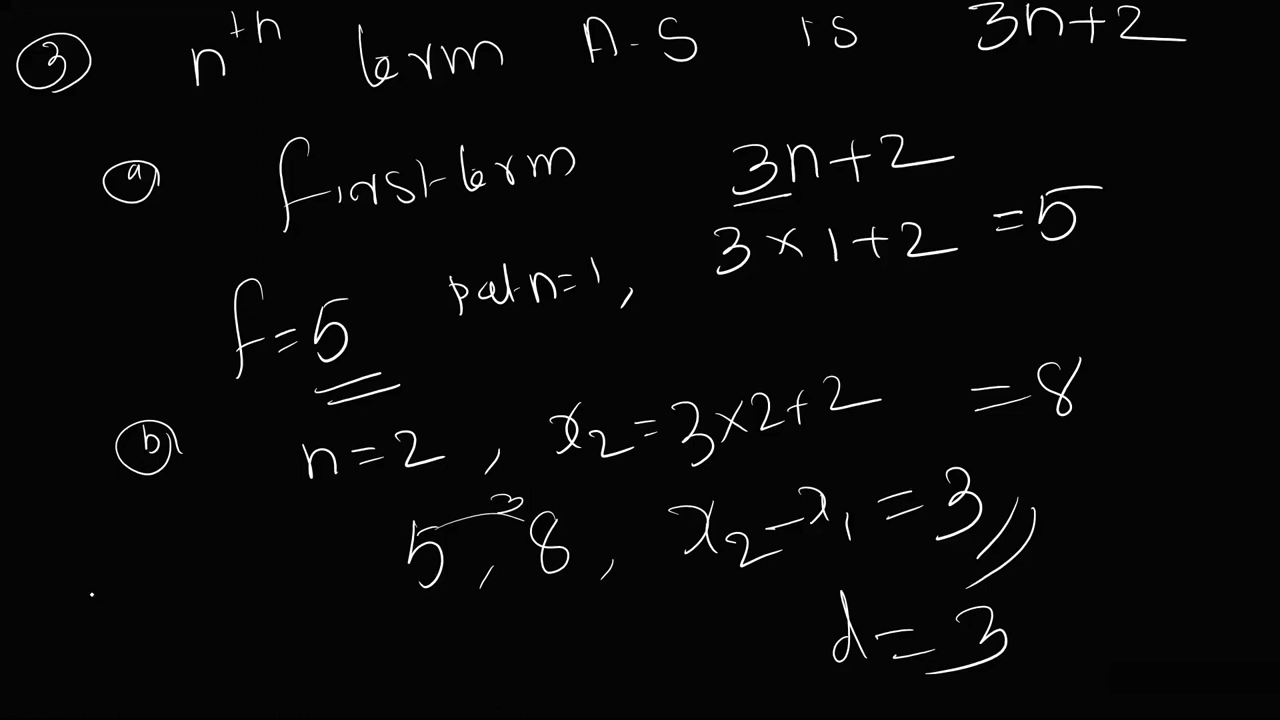 ③ nᵗʰ term A.S is 3n+2
ⓐ first term 3n+2
3×1+2 =5
f=5 put n=1,
ⓑ n=2, x₂=3×2+2 =8
3
5, 8, x₂-x₁=3//
d=3